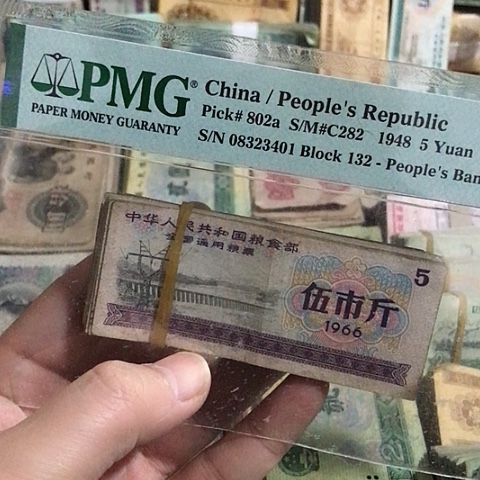 PMG®
PAPER MONEY GUARANTY
China / People's Republic
Pick# 802a S/M#C282 1948 5 Yuan
S/N 08323401 Block 132 - People's Ban
中华人民共和国粮食部
全国通用粮票
5
伍市斤
1966